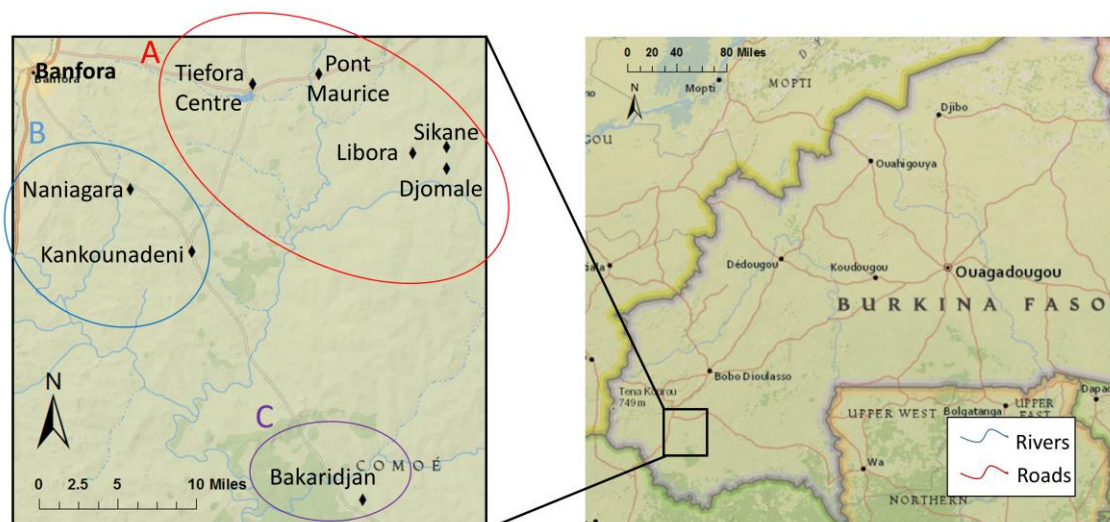 A
Banfora
Banfora
Tiefora
Centre
Pont
Maurice
B
Sikane
Libora
Djomale
Naniagara
Kankounadeni
N
C
Bakaridjan
COMOÉ
0 2.5 5 10 Miles
0 20 40 80 Miles
MOPTI
Mopti
MOPTI
N
Djibo
Ouahigouya
Dédougou
Koudougou
Ouagadougou
BURKINA FASO
Bobo Dioulasso
Tena Kourou
749m
UPPER WEST
UPPER
EAST
Bolgatanga
Wa
NORTHERN
Rivers
Roads